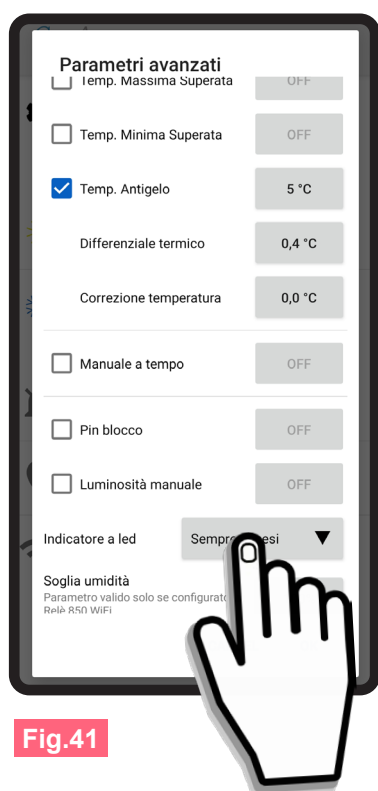 Parametri avanzati
Temp. Massima Superata OFF
Temp. Minima Superata OFF
Temp. Antigelo 5 °C
Differenziale termico 0,4 °C
Correzione temperatura 0,0 °C
Manuale a tempo OFF
Pin blocco OFF
Luminosità manuale OFF
Indicatore a led
Soglia umidità
Parametro valido solo se
Relè 850 WiFi
Fig.41